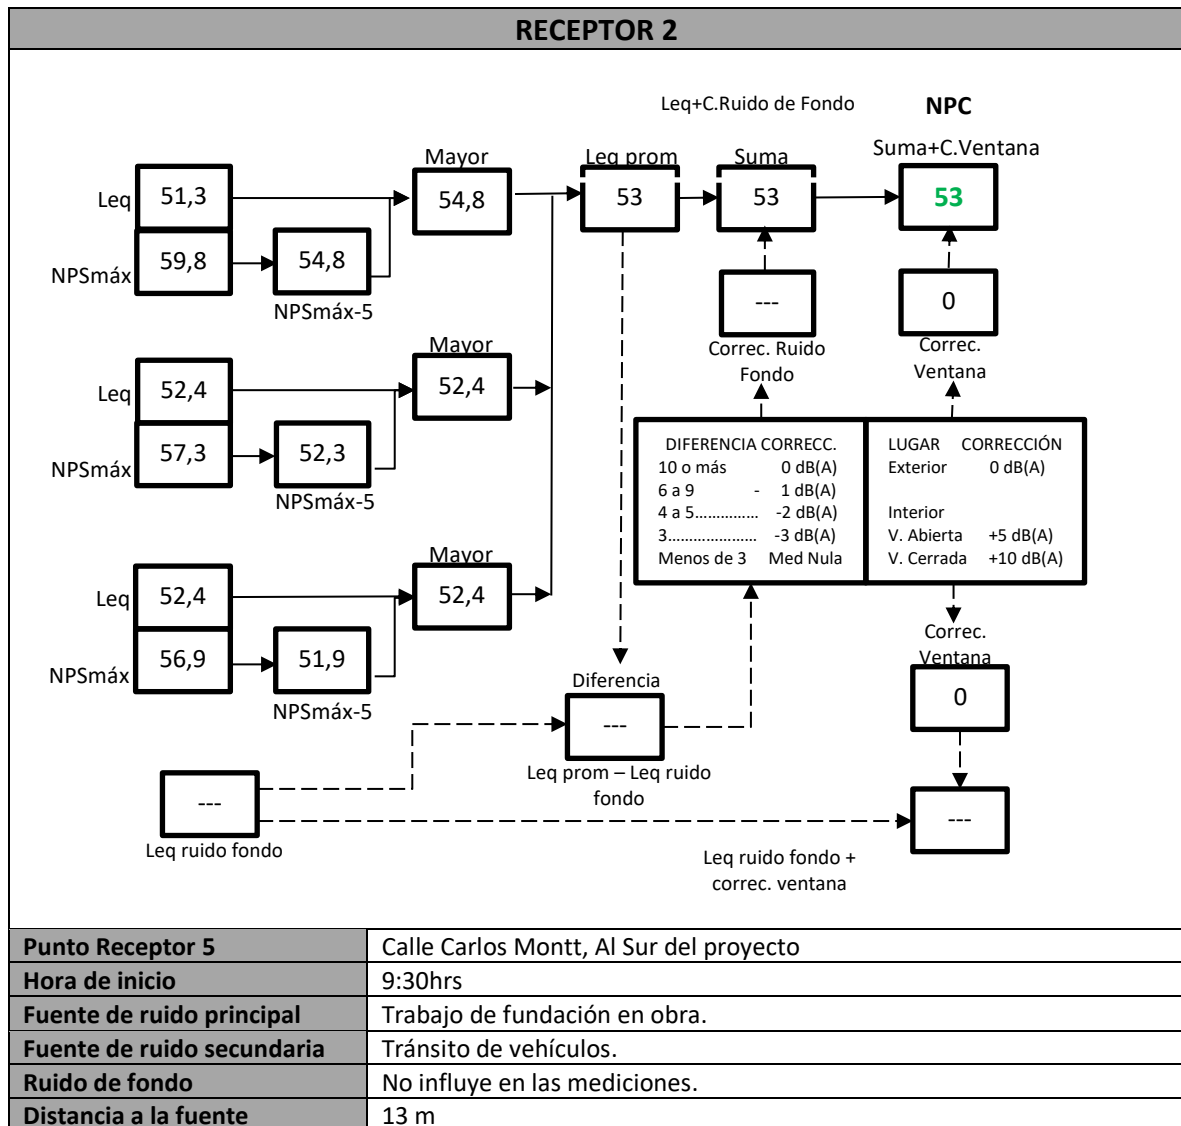 RECEPTOR 2
Leq+C.Ruido de Fondo
NPC
Mayor
Leq prom
Suma
Suma+C.Ventana
Leq
51,3
54,8
53
53
53
NPSmáx
59,8
54,8
NPSmáx-5
---
0
Correc. Ruido
Fondo
Correc.
Ventana
Mayor
Leq
52,4
52,4
NPSmáx
57,3
52,3
NPSmáx-5
DIFERENCIA CORRECC.
10 o más 0 dB(A)
6 a 9 - 1 dB(A)
4 a 5…………… -2 dB(A)
3………………… -3 dB(A)
Menos de 3 Med Nula
LUGAR CORRECCIÓN
Exterior 0 dB(A)
Interior
V. Abierta +5 dB(A)
V. Cerrada +10 dB(A)
Mayor
Leq
52,4
52,4
NPSmáx
56,9
51,9
NPSmáx-5
Correc.
Ventana
0
Diferencia
---
Leq prom – Leq ruido
fondo
---
Leq ruido fondo
---
Leq ruido fondo +
correc. ventana
Punto Receptor 5 Calle Carlos Montt, Al Sur del proyecto
Hora de inicio 9:30hrs
Fuente de ruido principal Trabajo de fundación en obra.
Fuente de ruido secundaria Tránsito de vehículos.
Ruido de fondo No influye en las mediciones.
Distancia a la fuente 13 m